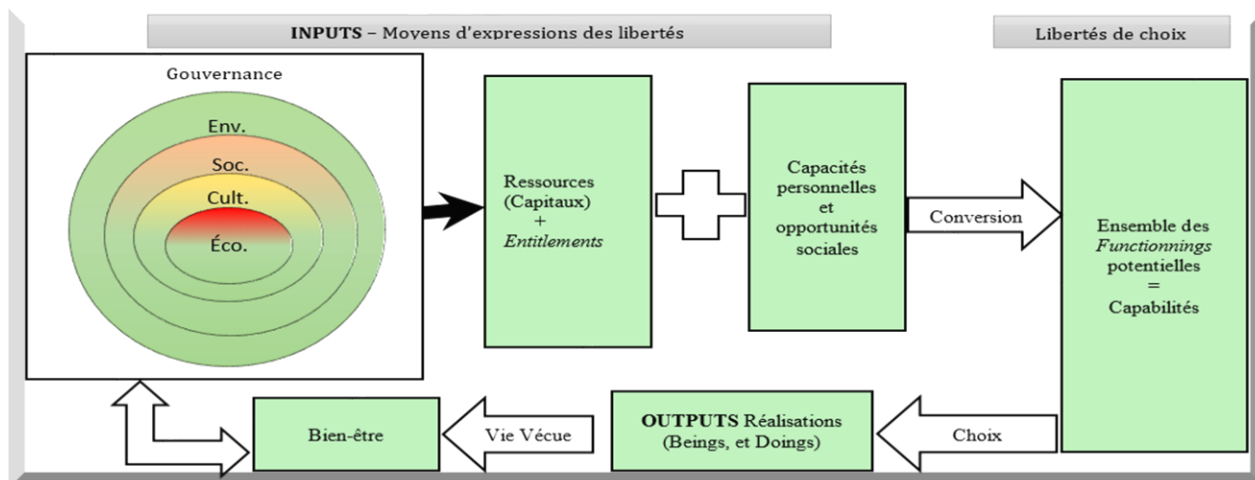 INPUTS – Moyens d'expressions des libertés
Libertés de choix
Gouvernance
Env.
Soc.
Cult.
Éco.
Ressources
(Capitaux)
+
Entitlements
Capacités
personnelles
et
opportunités
sociales
Conversion
Ensemble des
Functionnings
potentielles
=
Capabilités
Choix
OUTPUTS Réalisations
(Beings, et Doings)
Vie Vécue
Bien-être